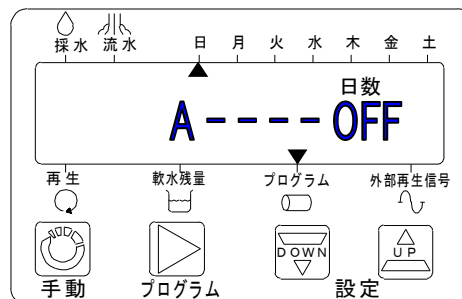 採水 流水 日 月 火 水 木 金 土
日数
A----OFF
再生 軟水残量 プログラム 外部再生信号
DOWN UP
手動 プログラム 設定